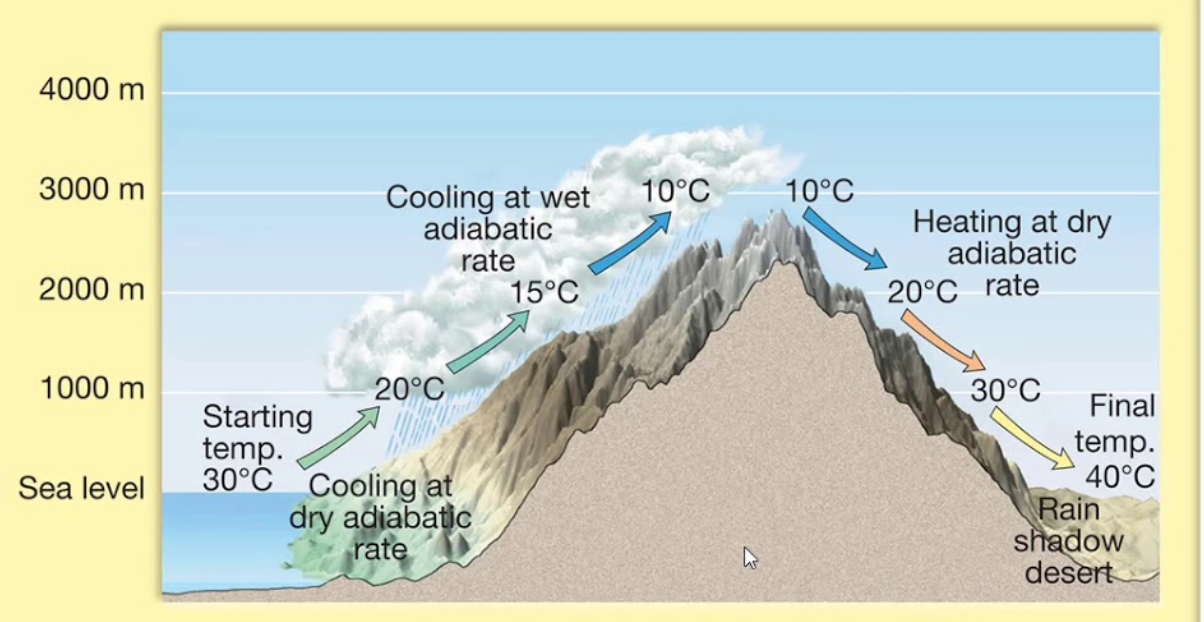 4000 m
3000 m
2000 m
1000 m
Sea level
Starting
temp.
30°C
Cooling at
dry adiabatic
rate
20°C
Cooling at wet
adiabatic
rate
15°C
10°C
10°C
Heating at dry
adiabatic
rate
20°C
30°C
Final
temp.
40°C
Rain
shadow
desert